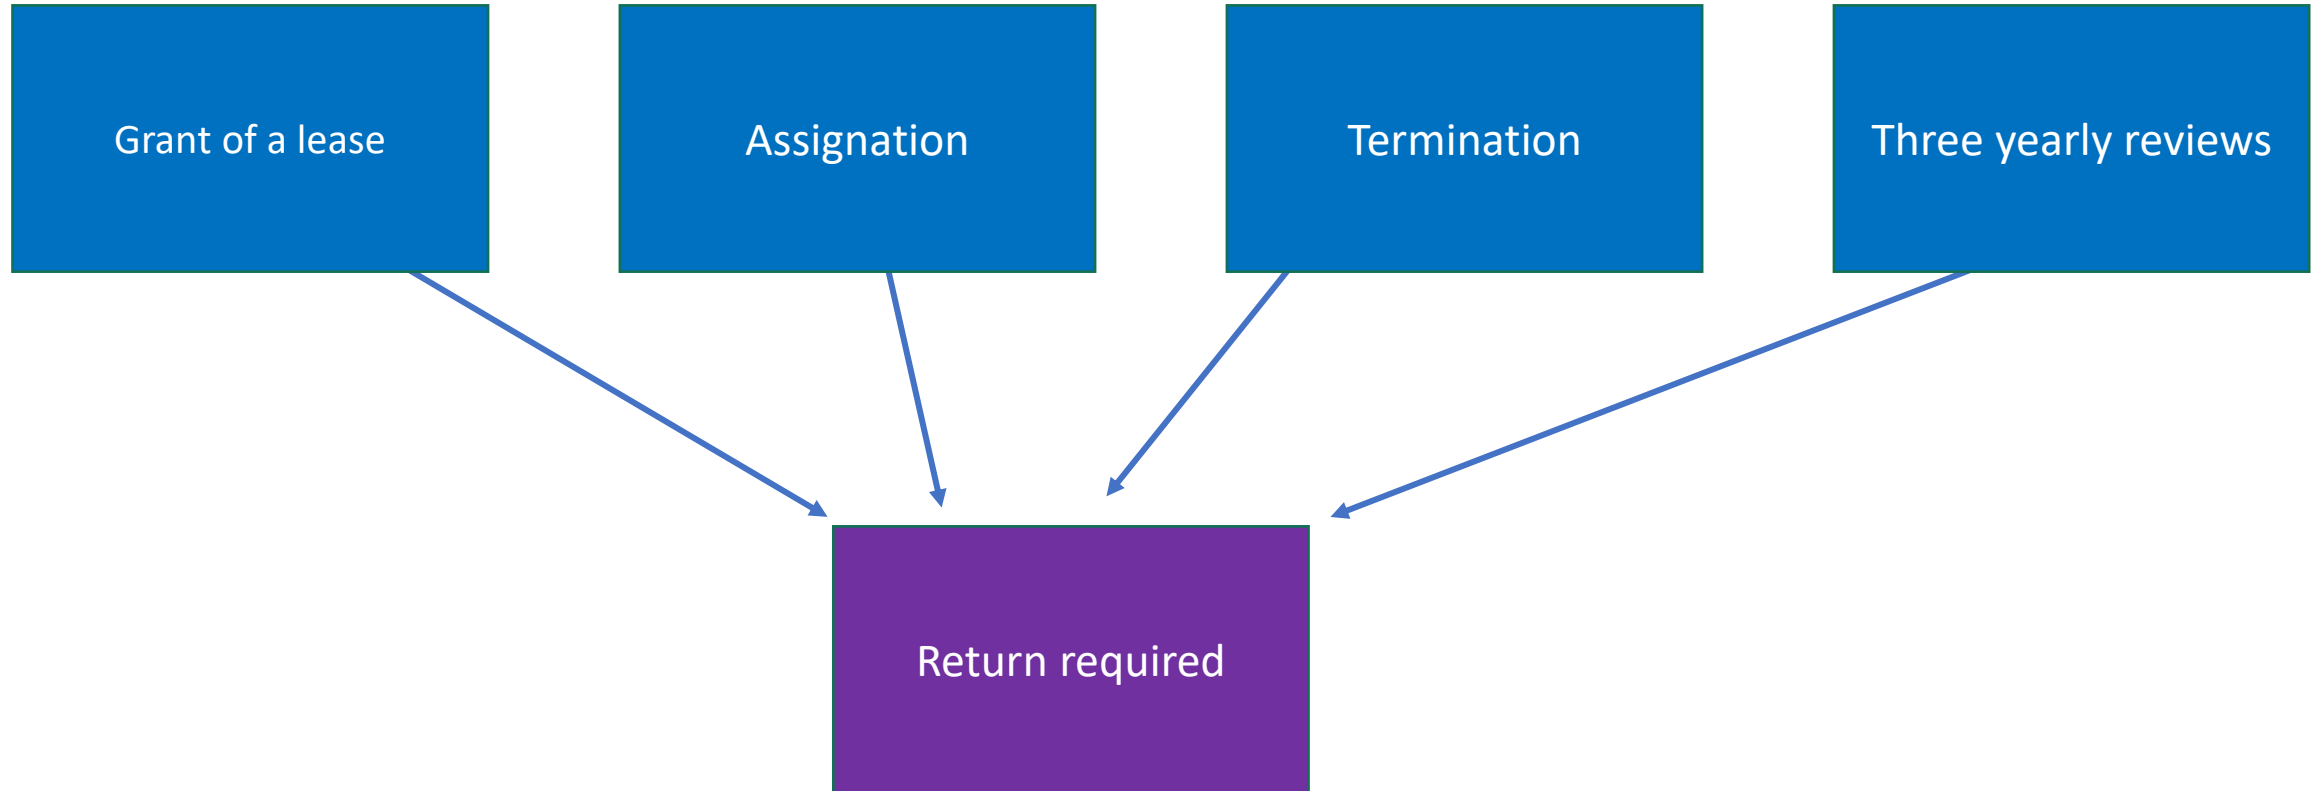 Grant of a lease
Assignation
Termination
Three yearly reviews
Return required